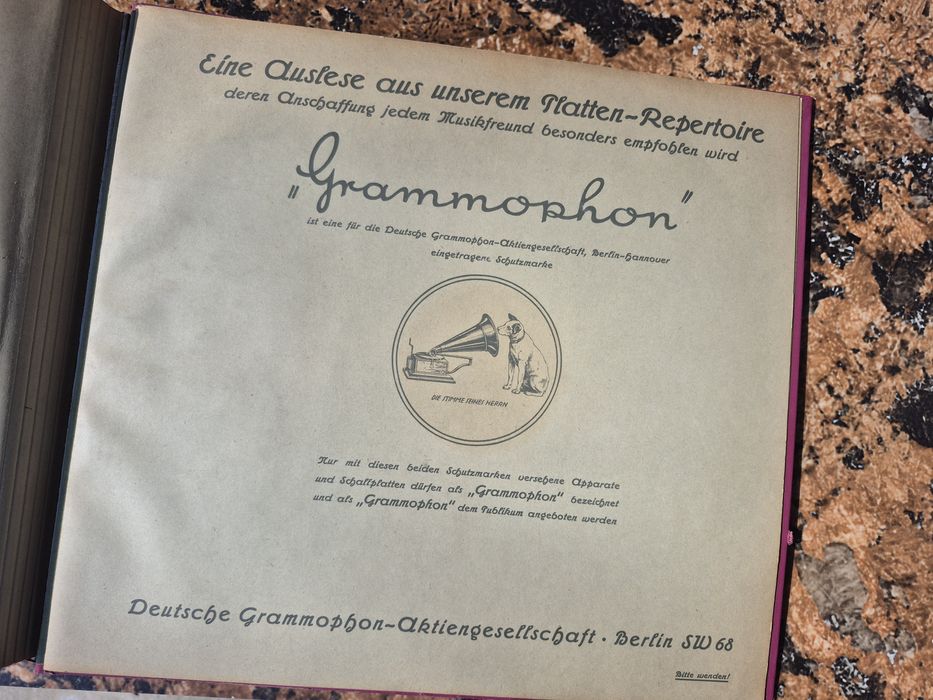 Eine Auslese aus unserem Platten-Repertoire
deren Anschaffung jedem Musikfreund besonders empfohlen wird
„Grammophon"
ist eine für die Deutsche Grammophon-Aktiengesellschaft, Berlin-Hannover
eingetragene Schutzmarke
DIE STIMME SEINES HERRN
Nur mit diesen beiden Schutzmarken versehene Apparate
und Schallplatten dürfen als „Grammophon“ bezeichnet
und als „Grammophon“ dem Publikum angeboten werden
Deutsche Grammophon-Aktiengesellschaft · Berlin SW 68
Bitte wenden!